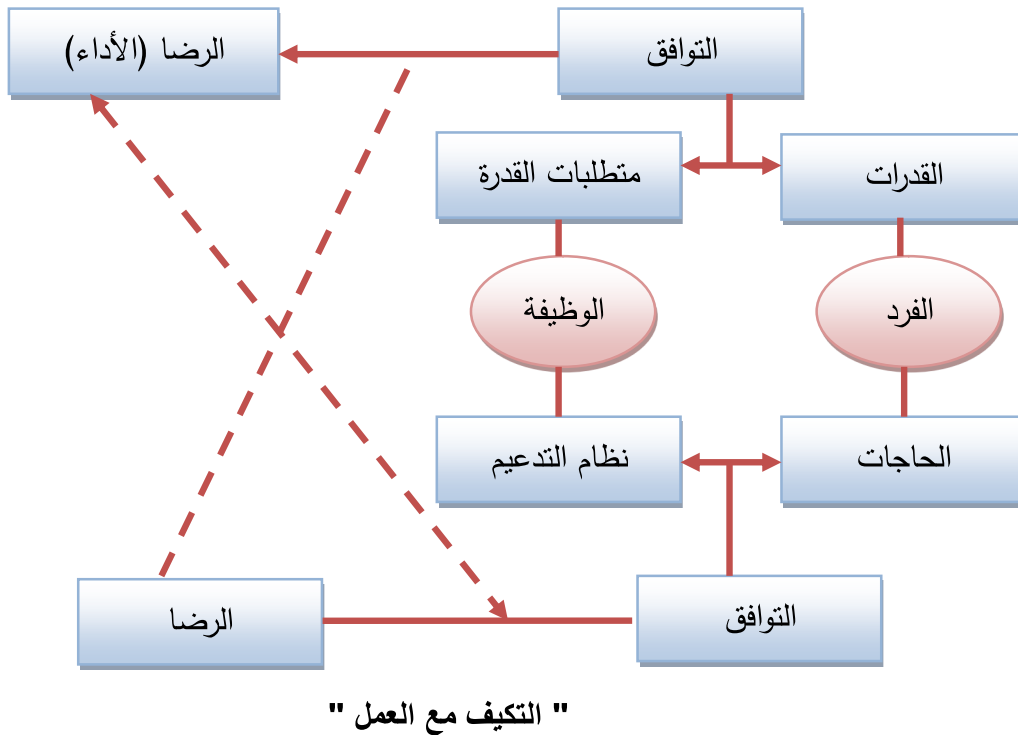 التوافق
الرضا (الأداء)
القدرات
متطلبات القدرة
الفرد
الوظيفة
الحاجات
نظام التدعيم
التوافق
الرضا
" التكيف مع العمل "